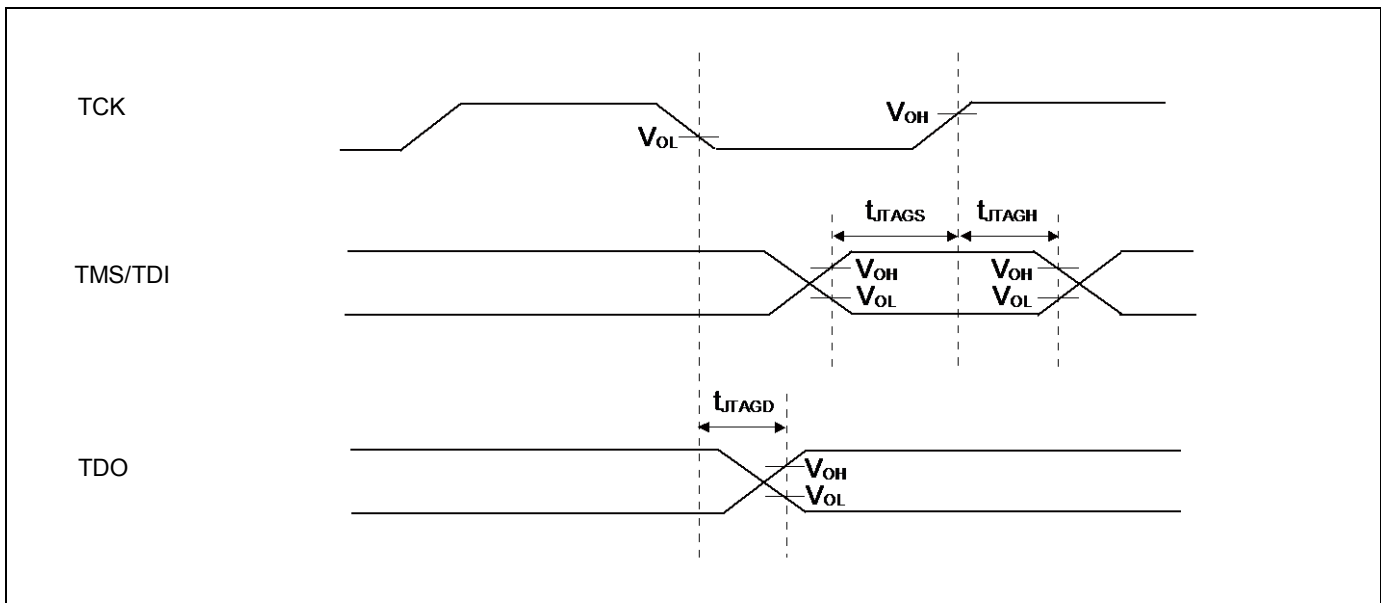 TCK
VOL
VOH
tJTAGS
tJTAGH
TMS/TDI
VOH
VOL
VOH
VOL
tJTAGD
TDO
VOH
VOL